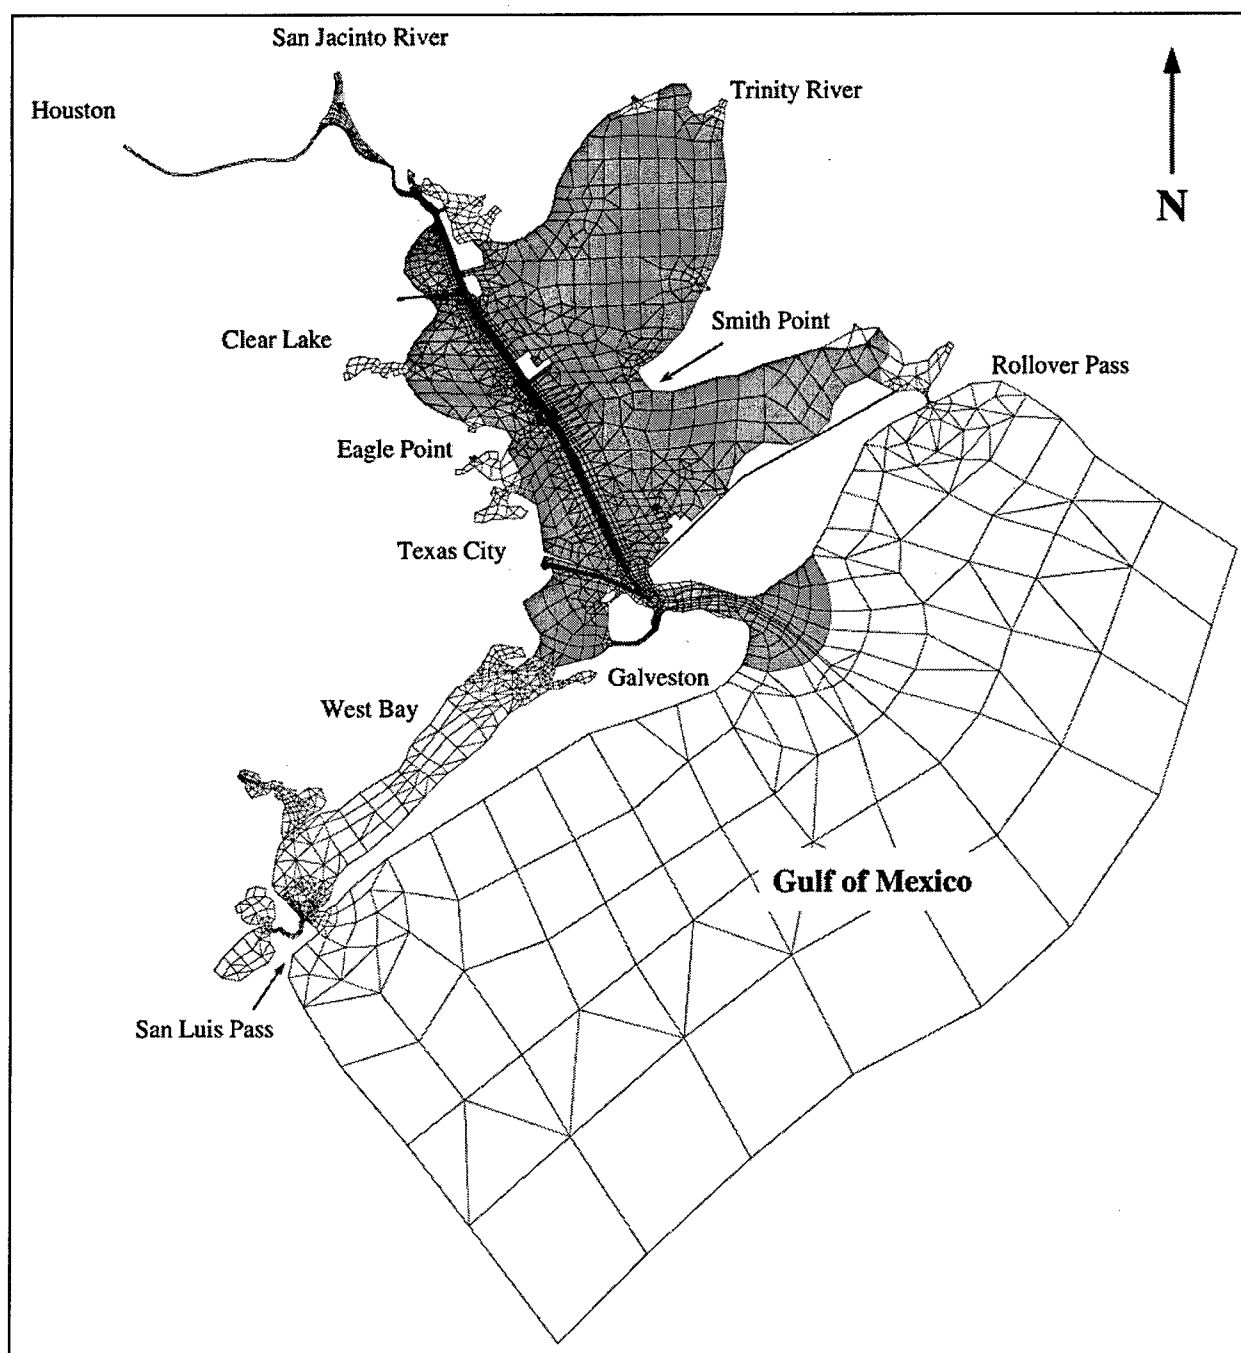 San Jacinto River
Houston
Trinity River
N
Smith Point
Clear Lake
Rollover Pass
Eagle Point
Texas City
Galveston
West Bay
Gulf of Mexico
San Luis Pass